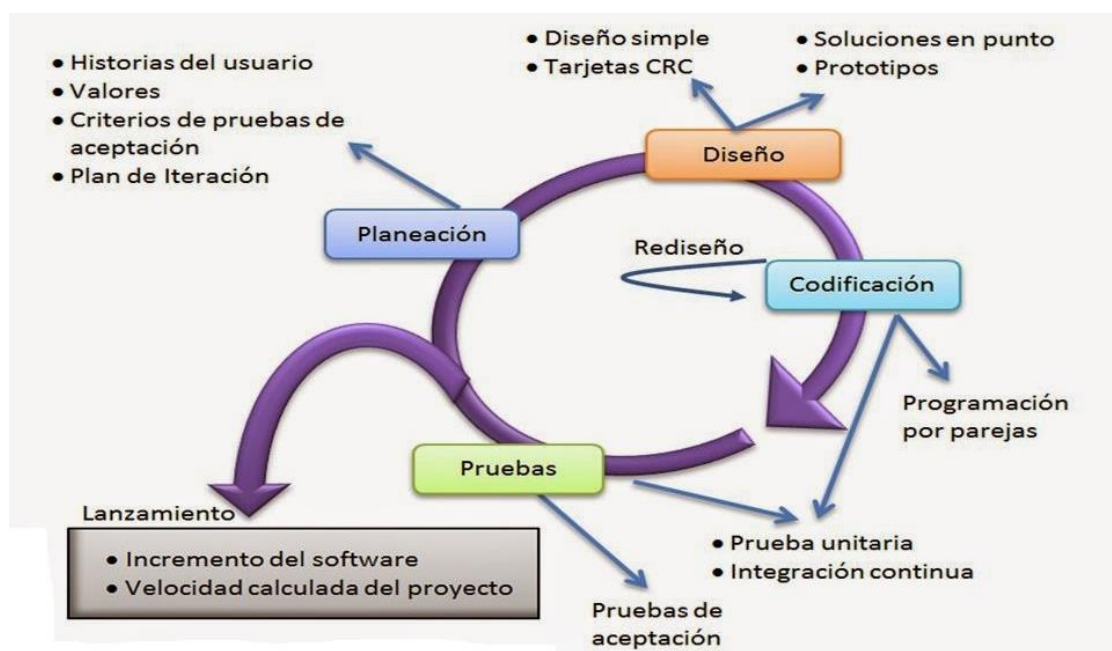 • Historias del usuario
• Valores
• Criterios de pruebas de
aceptación
• Plan de Iteración
• Diseño simple
• Tarjetas CRC
• Soluciones en punto
• Prototipos
Diseño
Planeación
Rediseño
Codificación
Programación
por parejas
Pruebas
Lanzamiento
• Incremento del software
• Velocidad calculada del proyecto
• Prueba unitaria
• Integración continua
Pruebas de
aceptación